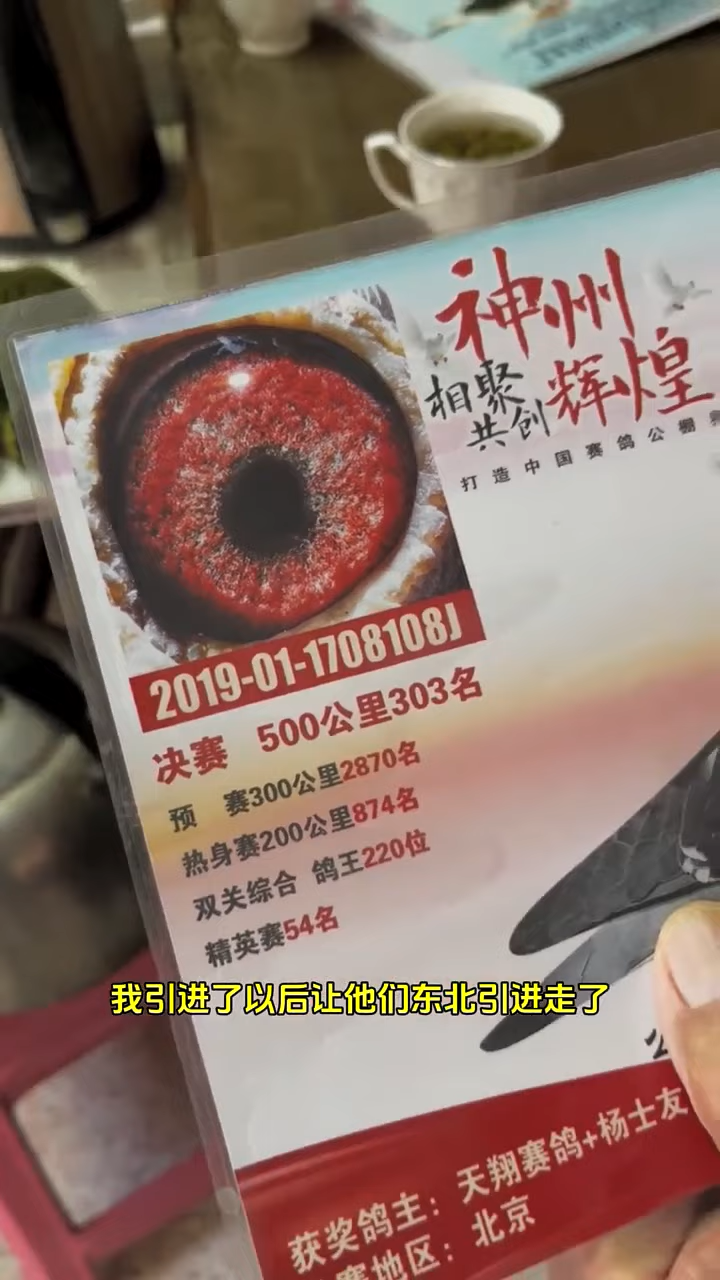 神州
相聚
共创
辉煌
打造中国赛鸽公棚
2019-01-1708108J
决赛 500公里303名
预 赛300公里2870名
热身赛200公里874名
双关综合 鸽王220位
精英赛54名
我引进了以后让他们东北引进走了
获奖鸽主：天翔赛鸽+杨士友
赛地区：北京